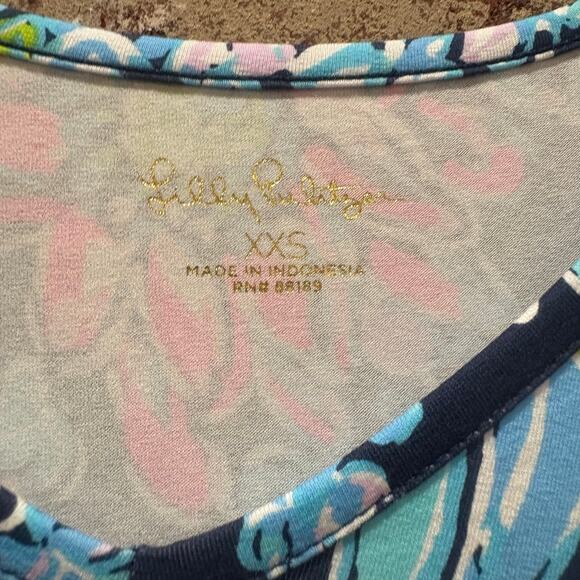 Lilly Pulitzer
XXS
MADE IN INDONESIA
RN# 88189